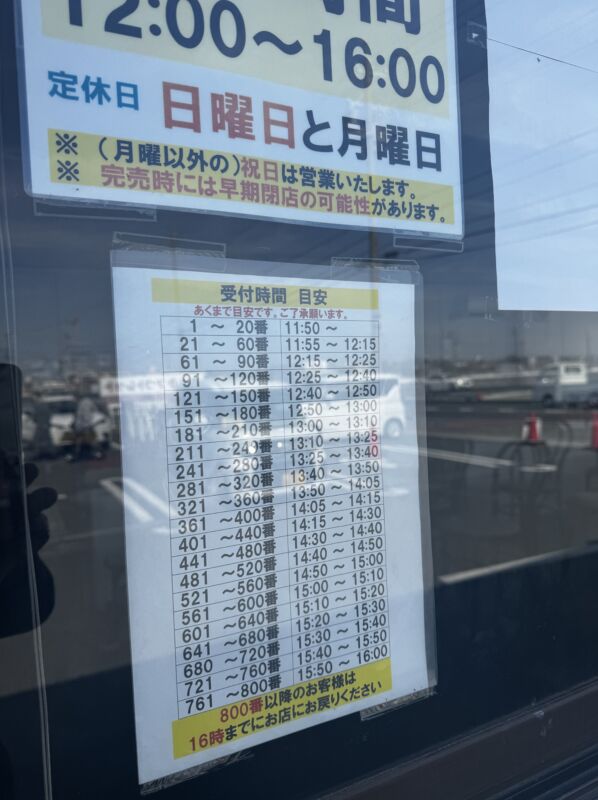 間
12:00～16:00
定休日 日曜日と月曜日
※ （月曜以外の）祝日は営業いたします。
※ 完売時には早期閉店の可能性があります。
受付時間 目安
あくまで目安です。ご了承願います。
1 ～ 20番 11:50 ～
21 ～ 60番 11:55 ～ 12:15
61 ～ 90番 12:15 ～ 12:25
91 ～120番 12:25 ～ 12:40
121 ～150番 12:40 ～ 12:50
151 ～180番 12:50 ～ 13:00
181 ～210番 13:00 ～ 13:10
211 ～240番 13:10 ～ 13:25
241 ～280番 13:25 ～ 13:40
281 ～320番 13:40 ～ 13:50
321 ～360番 13:50 ～ 14:05
361 ～400番 14:05 ～ 14:15
401 ～440番 14:15 ～ 14:30
441 ～480番 14:30 ～ 14:40
481 ～520番 14:40 ～ 14:50
521 ～560番 14:50 ～ 15:00
561 ～600番 15:00 ～ 15:10
601 ～640番 15:10 ～ 15:20
641 ～680番 15:20 ～ 15:30
680 ～720番 15:30 ～ 15:40
721 ～760番 15:40 ～ 15:50
761 ～800番 15:50 ～ 16:00
800番以降のお客様は
16時までにお店にお戻りください